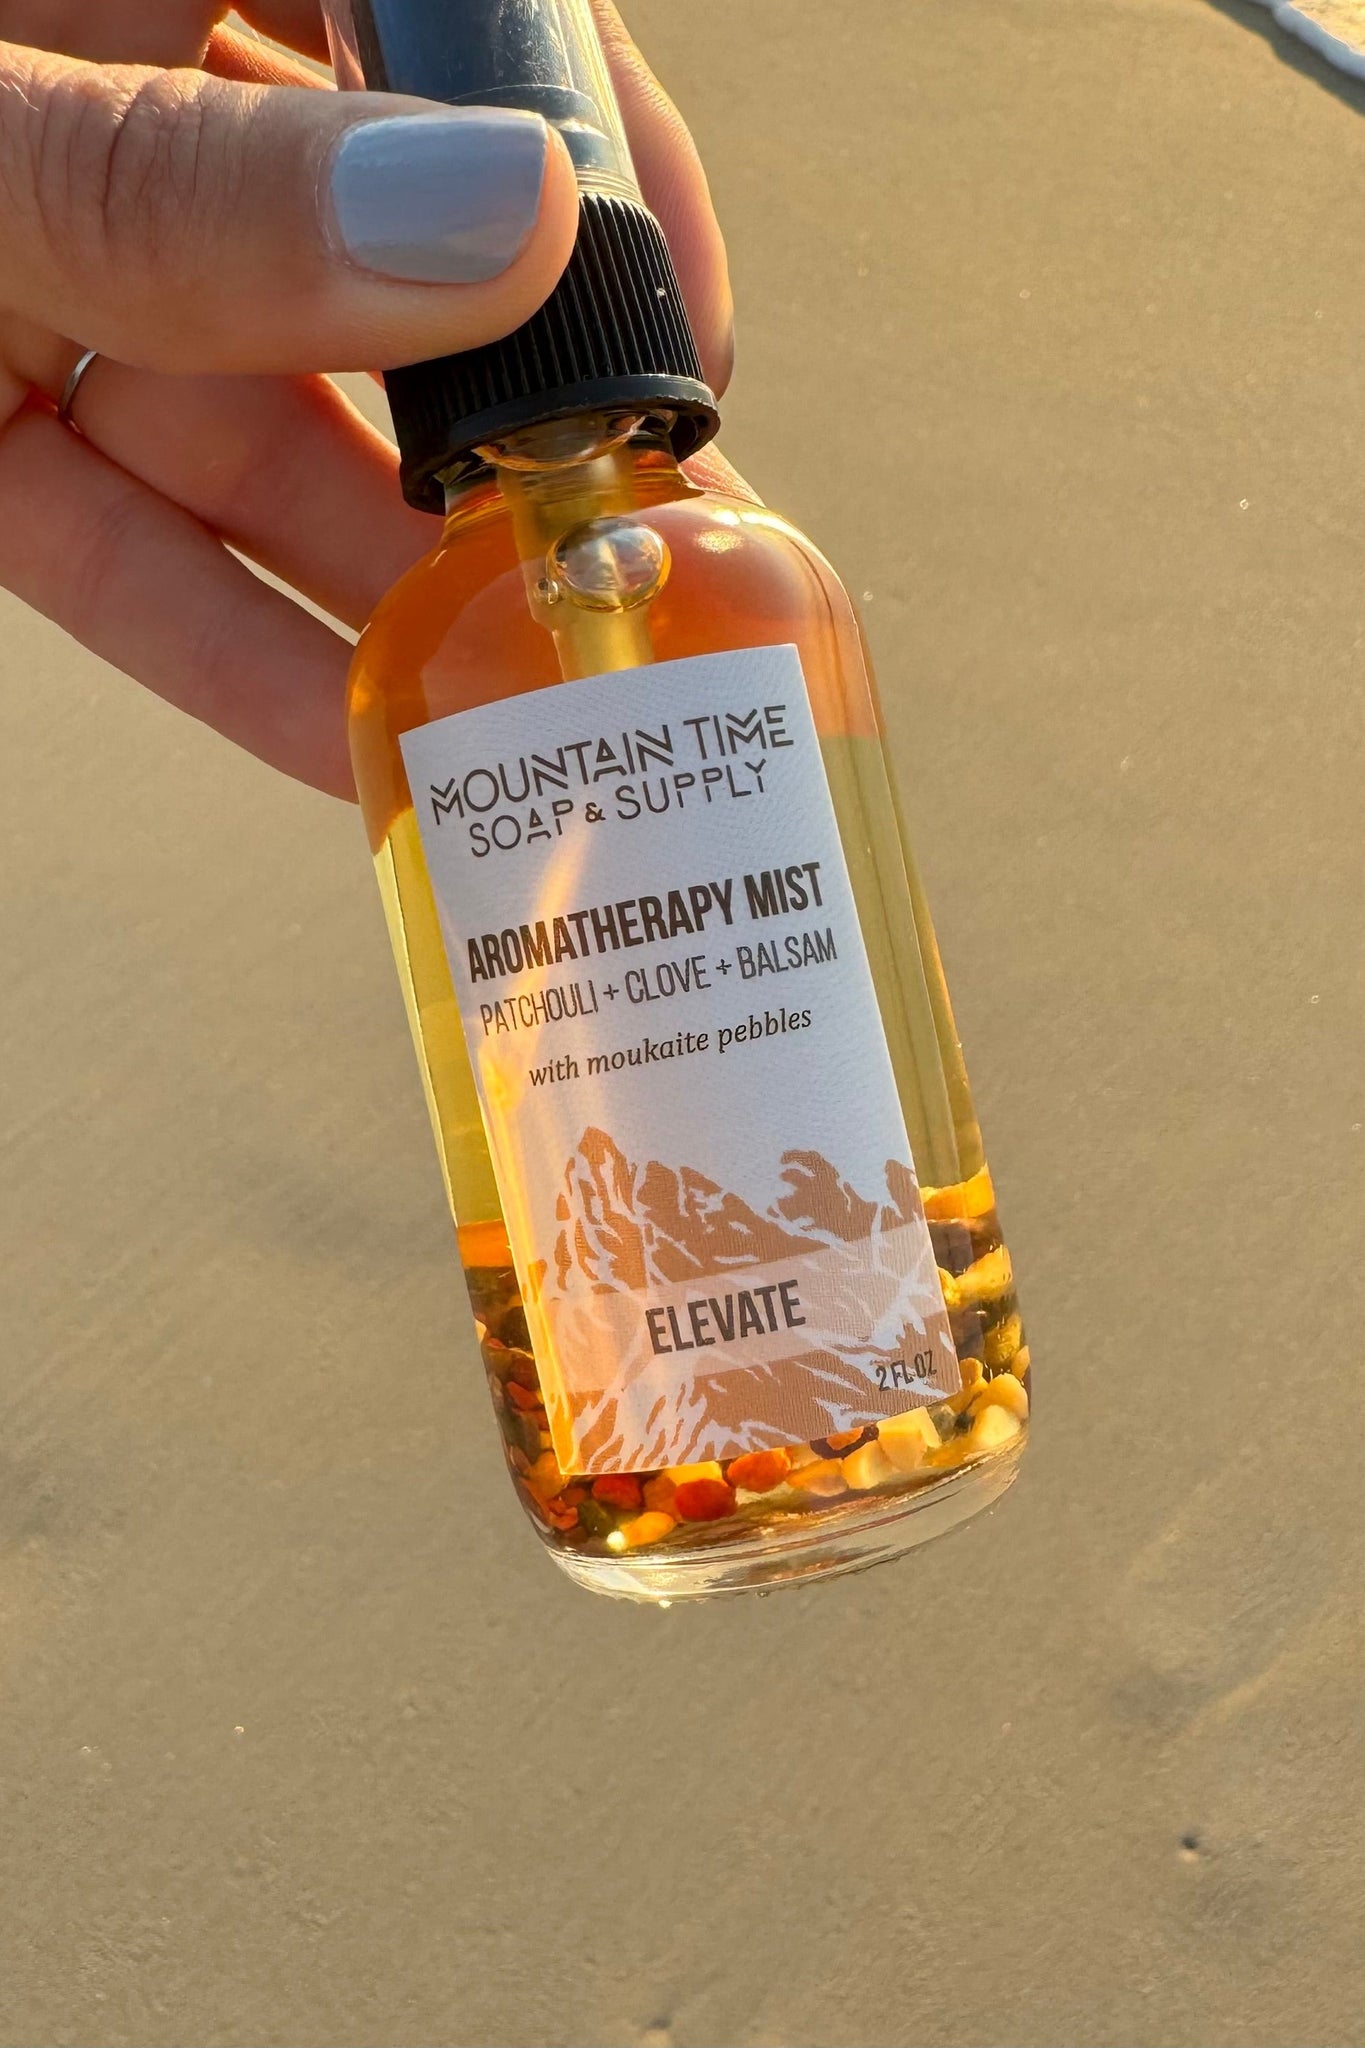 MOUNTAIN TIME
SOAP & SUPPLY
AROMATHERAPY MIST
PATCHOULI + CLOVE + BALSAM
with moukaite pebbles
ELEVATE
2 FL OZ